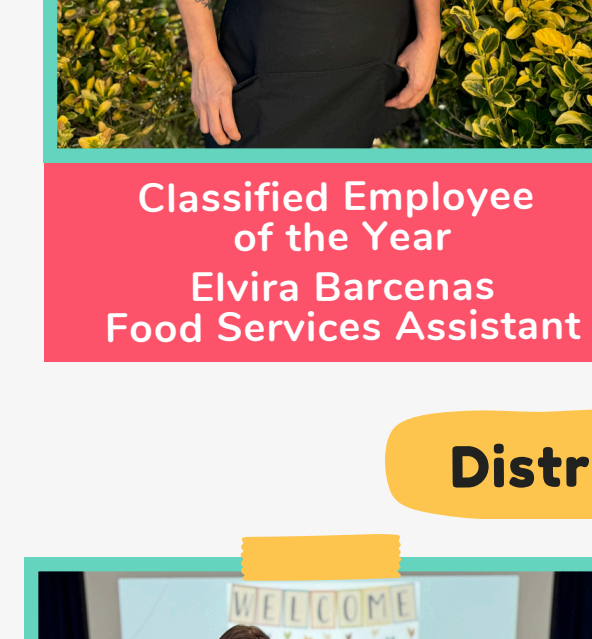 Classified Employee
of the Year
Elvira Barcenas
Food Services Assistant
Distr
WELCOME